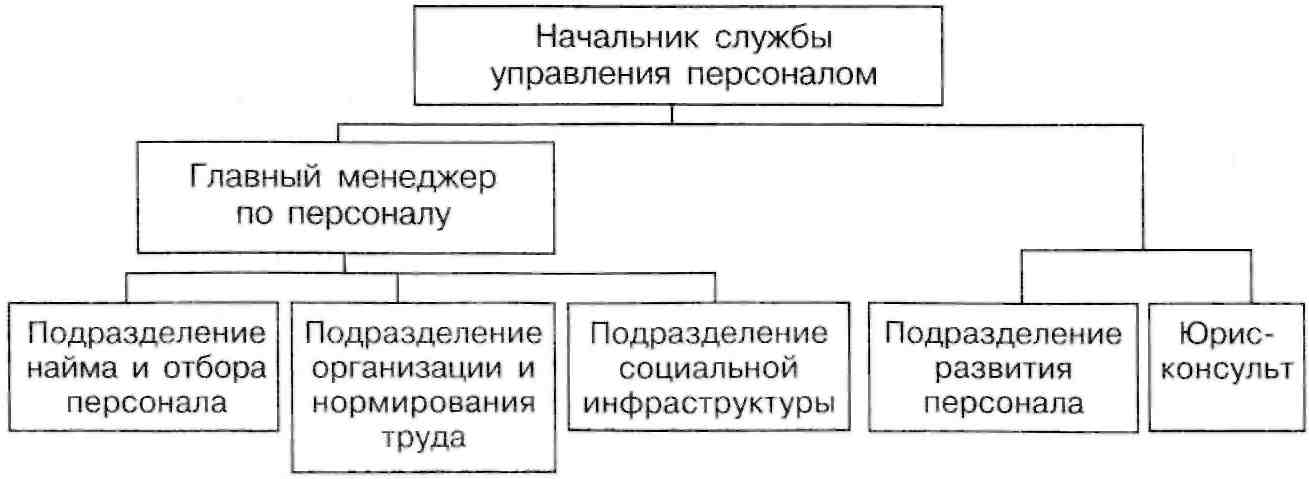 Начальник службы
управления персоналом
Главный менеджер
по персоналу
Подразделение
найма и отбора
персонала
Подразделение
организации и
нормирования
труда
Подразделение
социальной
инфраструктуры
Подразделение
развития
персонала
Юрис-
консульт